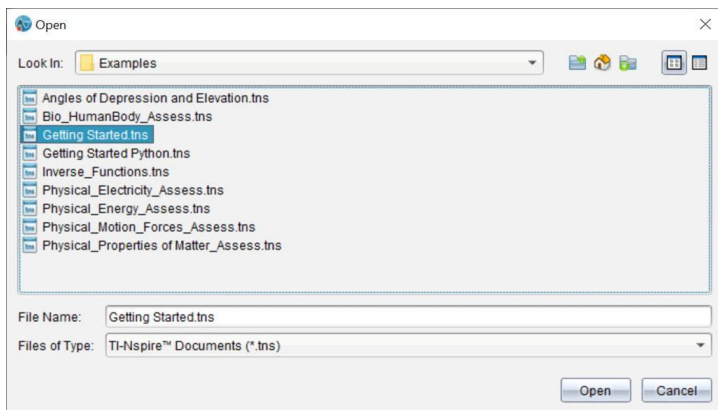 Open
Look In: Examples
Angles of Depression and Elevation.tns
Bio_HumanBody_Assess.tns
Getting Started.tns
Getting Started Python.tns
Inverse_Functions.tns
Physical_Electricity_Assess.tns
Physical_Energy_Assess.tns
Physical_Motion_Forces_Assess.tns
Physical_Properties of Matter_Assess.tns
File Name: Getting Started.tns
Files of Type: TI-Nspire™ Documents (*.tns)
Open Cancel